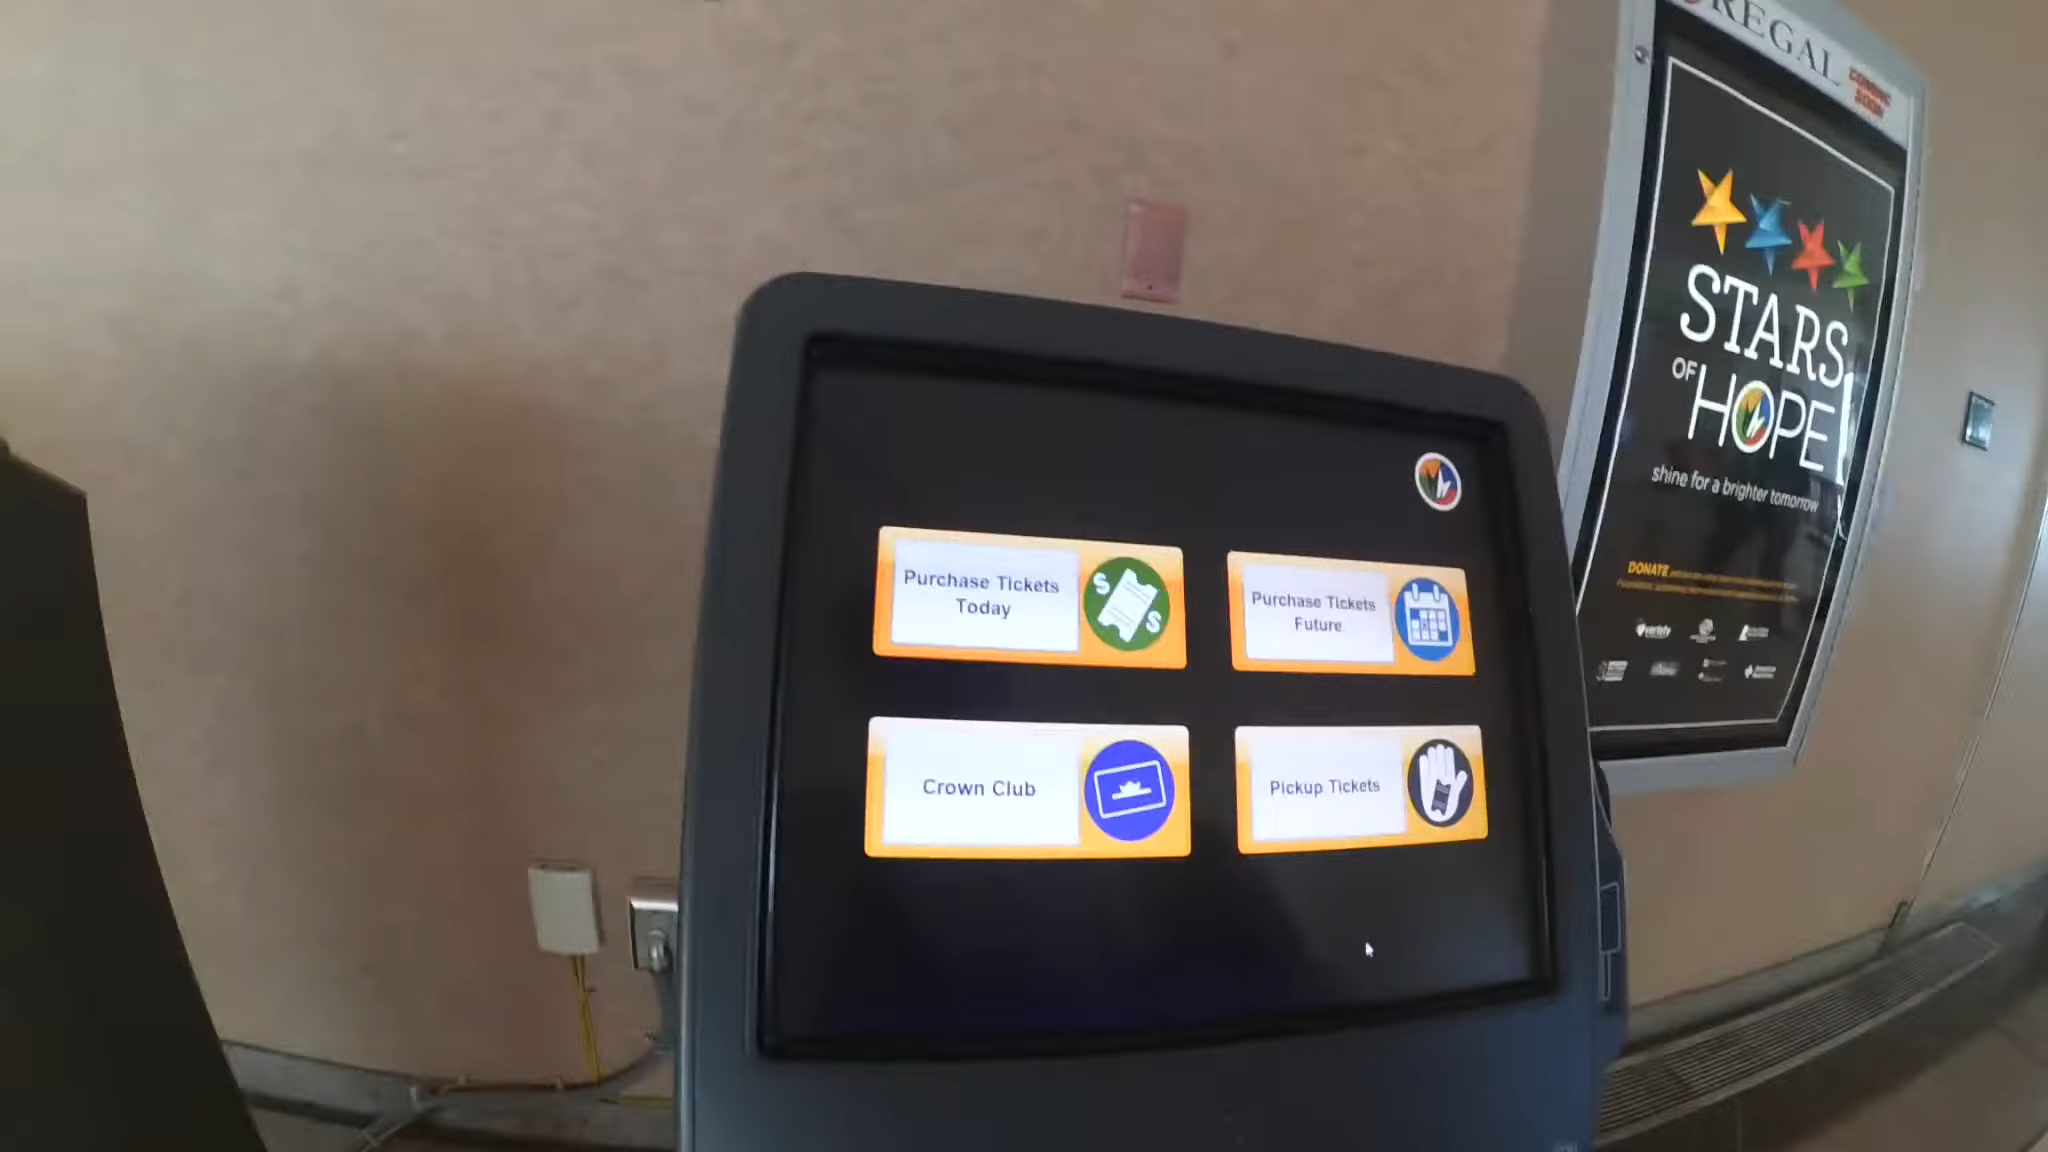 REGAL
COMING
SOON
STARS
OF
HOPE
shine for a brighter tomorrow
DONATE
variety
Purchase Tickets
Today
$
$
Purchase Tickets
Future
Crown Club
Pickup Tickets